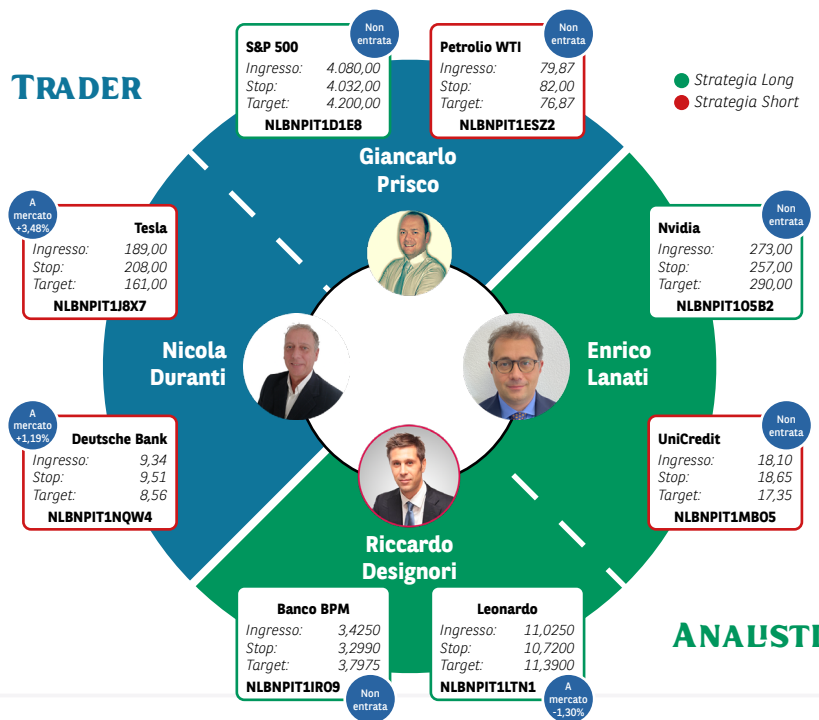 TRADER
S&P 500
Ingresso: 4.080,00
Stop: 4.032,00
Target: 4.200,00
NLBNPIT1D1E8
Non
entrata
Petrolio WTI
Ingresso: 79,87
Stop: 82,00
Target: 76,87
NLBNPIT1ESZ2
Non
entrata
Strategia Long
Strategia Short
Giancarlo
Prisco
A
mercato
+3,48%
Tesla
Ingresso: 189,00
Stop: 208,00
Target: 161,00
NLBNPIT1J8X7
Nvidia
Ingresso: 273,00
Stop: 257,00
Target: 290,00
NLBNPIT1O5B2
Non
entrata
Nicola
Duranti
Enrico
Lanati
A
mercato
+1,19%
Deutsche Bank
Ingresso: 9,34
Stop: 9,51
Target: 8,56
NLBNPIT1NQW4
UniCredit
Ingresso: 18,10
Stop: 18,65
Target: 17,35
NLBNPIT1MBO5
Non
entrata
Riccardo
Designori
Banco BPM
Ingresso: 3,4250
Stop: 3,2990
Target: 3,7975
NLBNPIT1IRO9
Non
entrata
Leonardo
Ingresso: 11,0250
Stop: 10,7200
Target: 11,3900
NLBNPIT1LTN1
A
mercato
-1,30%
ANALISTI